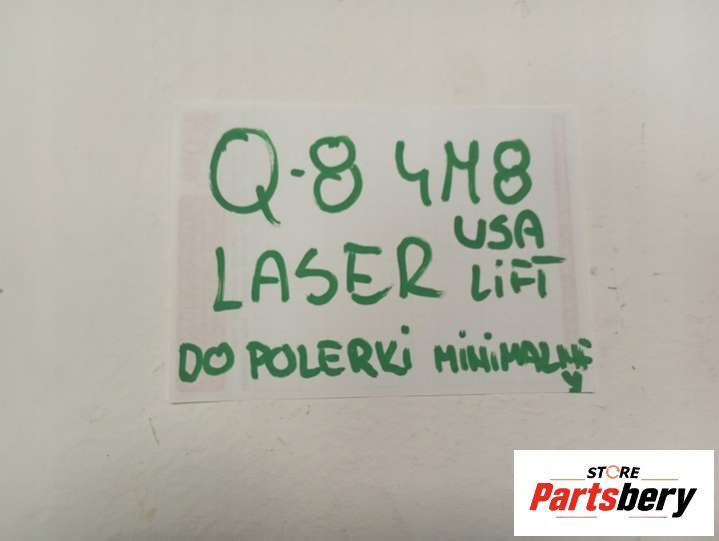 Q-8 4M8
LASER USA
LIFT
DO POLERKI MINIMALNE
Y
STORE
Partsbery